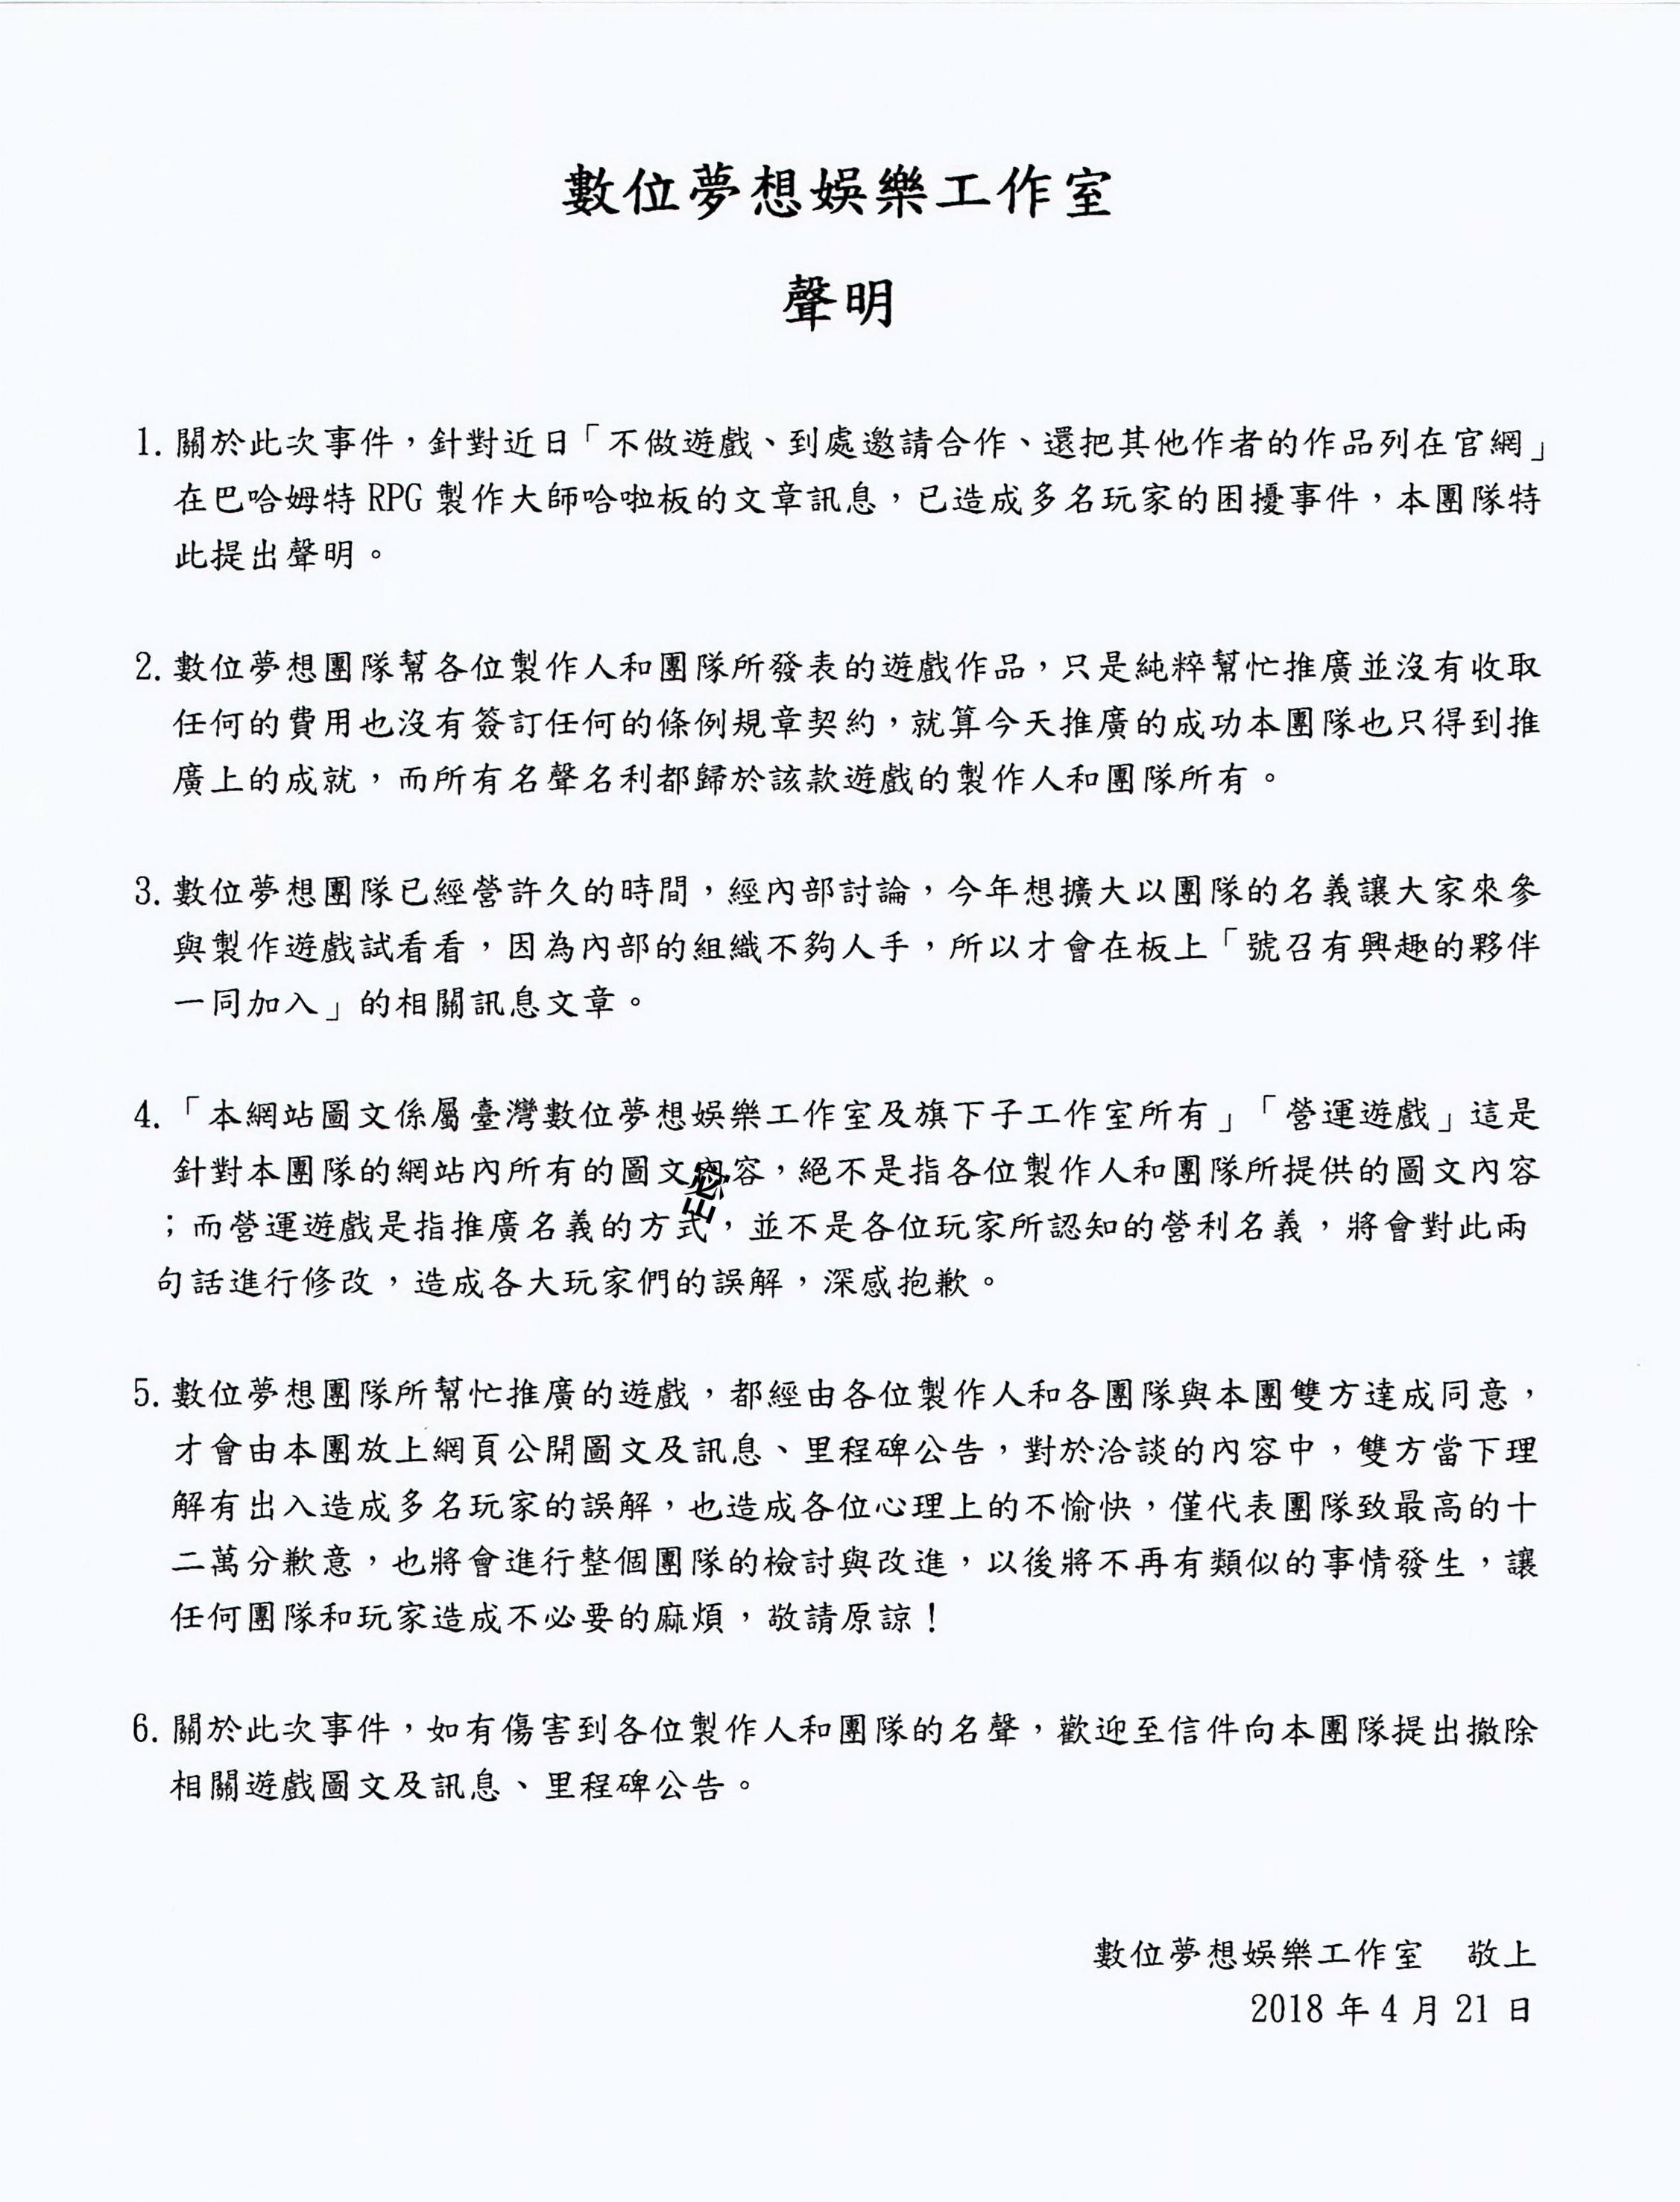 數位夢想娛樂工作室
聲明
1. 關於此次事件，針對近日「不做遊戲、到處邀請合作、還把其他作者的作品列在官網」
在巴哈姆特 RPG 製作大師哈啦板的文章訊息，已造成多名玩家的困擾事件，本團隊特
此提出聲明。
2. 數位夢想團隊幫各位製作人和團隊所發表的遊戲作品，只是純粹幫忙推廣並沒有收取
任何的費用也沒有簽訂任何的條例規章契約，就算今天推廣的成功本團隊也只得到推
廣上的成就，而所有名聲名利都歸於該款遊戲的製作人和團隊所有。
3. 數位夢想團隊已經營許久的時間，經內部討論，今年想擴大以團隊的名義讓大家來參
與製作遊戲試看看，因為內部的組織不夠人手，所以才會在板上「號召有興趣的夥伴
一同加入」的相關訊息文章。
4. 「本網站圖文係屬臺灣數位夢想娛樂工作室及旗下子工作室所有」「營運遊戲」這是
針對本團隊的網站內所有的圖文容，絕不是指各位製作人和團隊所提供的圖文內容
；而營運遊戲是指推廣名義的方式，並不是各位玩家所認知的營利名義，將會對此兩
句話進行修改，造成各大玩家們的誤解，深感抱歉。
5. 數位夢想團隊所幫忙推廣的遊戲，都經由各位製作人和各團隊與本團雙方達成同意，
才會由本團放上網頁公開圖文及訊息、里程碑公告，對於洽談的內容中，雙方當下理
解有出入造成多名玩家的誤解，也造成各位心理上的不愉快，僅代表團隊致最高的十
二萬分歉意，也將會進行整個團隊的檢討與改進，以後將不再有類似的事情發生，讓
任何團隊和玩家造成不必要的麻煩，敬請原諒！
6. 關於此次事件，如有傷害到各位製作人和團隊的名聲，歡迎至信件向本團隊提出撤除
相關遊戲圖文及訊息、里程碑公告。
數位夢想娛樂工作室 敬上
2018 年 4 月 21 日